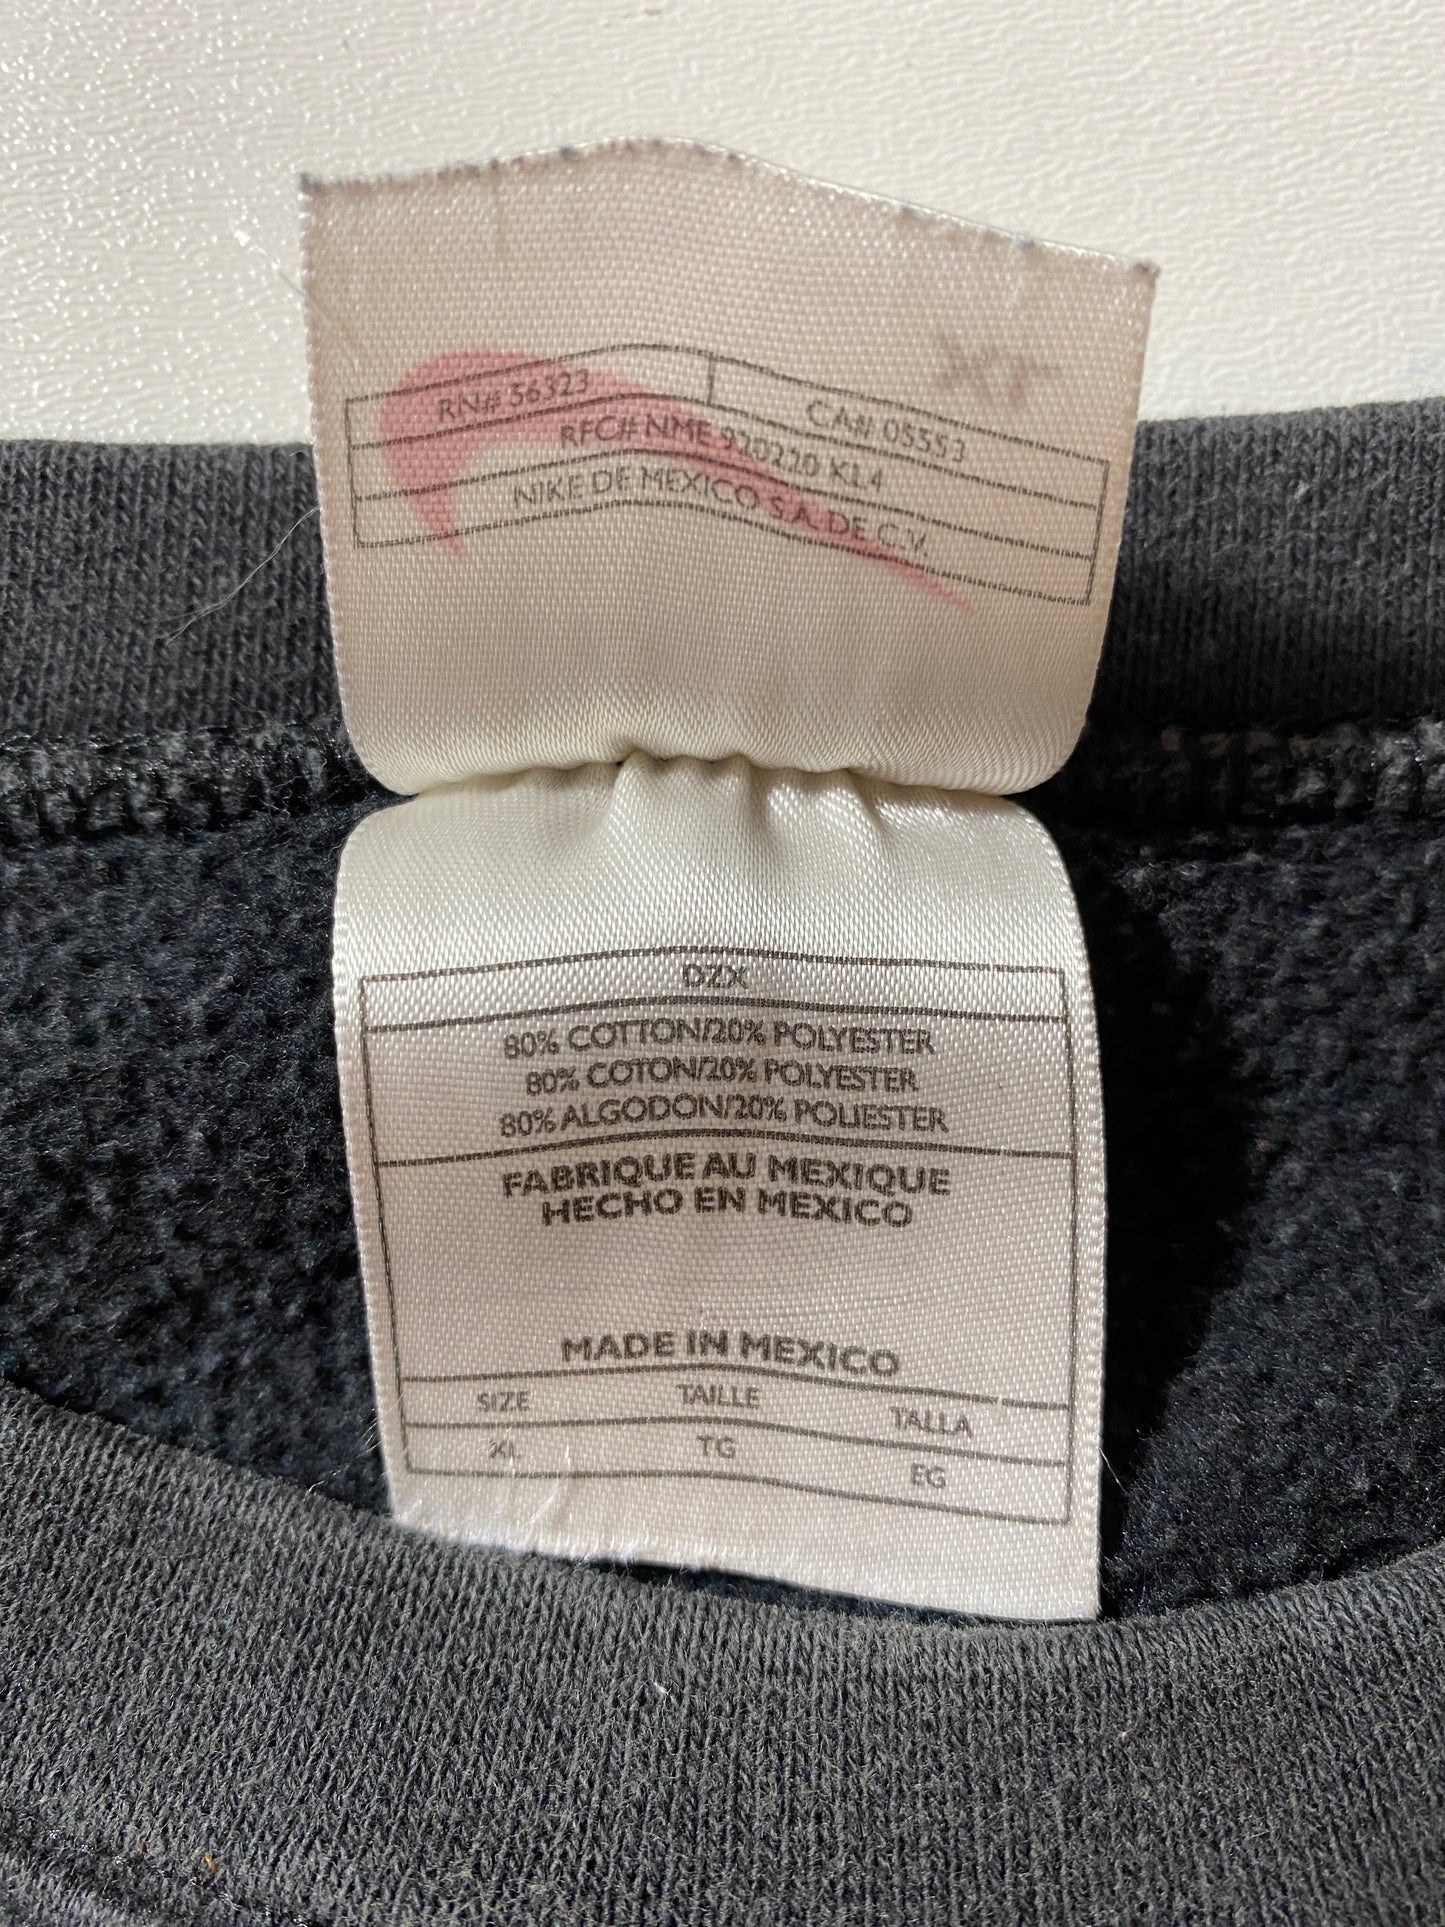 RN# 56323 CA# 05553
RFC# NME 920220 KL4
NIKE DE MEXICO S.A. DE C.V.
DZX
80% COTTON/20% POLYESTER
80% COTON/20% POLYESTER
80% ALGODON/20% POLIESTER
FABRIQUE AU MEXIQUE
HECHO EN MEXICO
MADE IN MEXICO
SIZE TAILLE TALLA
XL TG EG